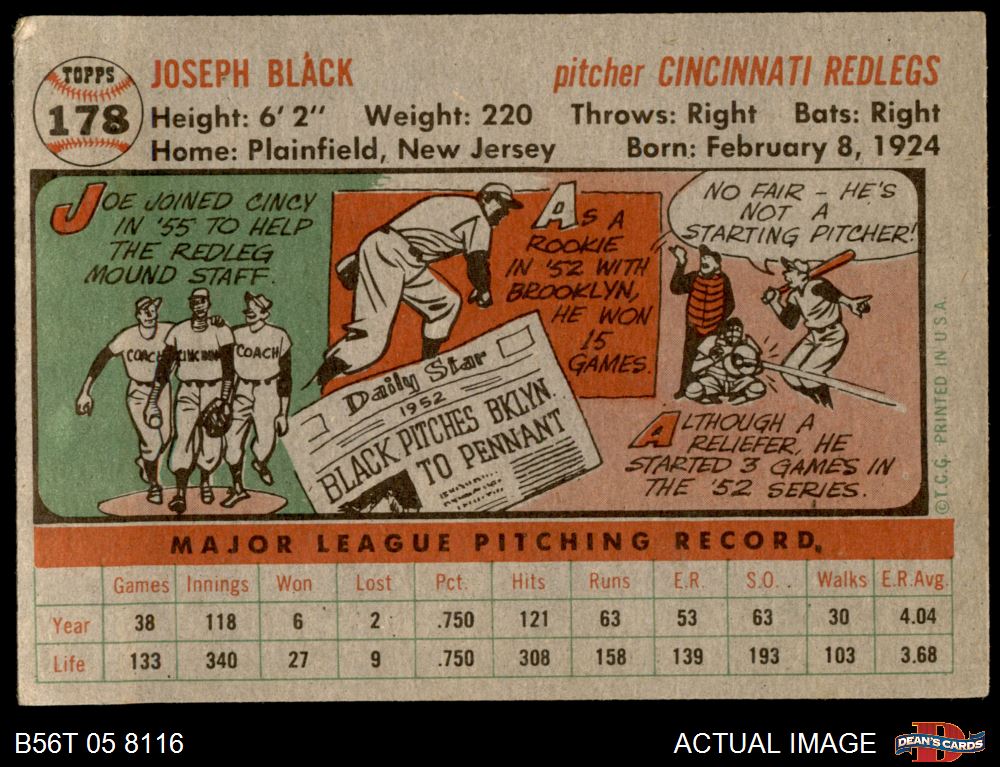 TOPPS
178
JOSEPH BLACK
pitcher CINCINNATI REDLEGS
Height: 6' 2" Weight: 220 Throws: Right Bats: Right
Home: Plainfield, New Jersey Born: February 8, 1924
JOE JOINED CINCY
IN '55 TO HELP
THE REDLEG
MOUND STAFF.
COACH
CINCINNATI
COACH
AS A
ROOKIE
IN '52 WITH
BROOKLYN,
HE WON
15
GAMES.
Daily Star
1952
BLACK PITCHES BKLYN.
TO PENNANT
NO FAIR - HE'S
NOT A
STARTING PITCHER!
ALTHOUGH A
RELIEFER, HE
STARTED 3 GAMES IN
THE '52 SERIES.
© T.C.G. PRINTED IN U.S.A.
MAJOR LEAGUE PITCHING RECORD
Games Innings Won Lost Pct. Hits Runs E.R. S.O. Walks E.R.Avg.
Year 38 118 6 2 .750 121 63 53 63 30 4.04
Life 133 340 27 9 .750 308 158 139 193 103 3.68
B56T 05 8116
ACTUAL IMAGE
D
DEAN'S CARDS